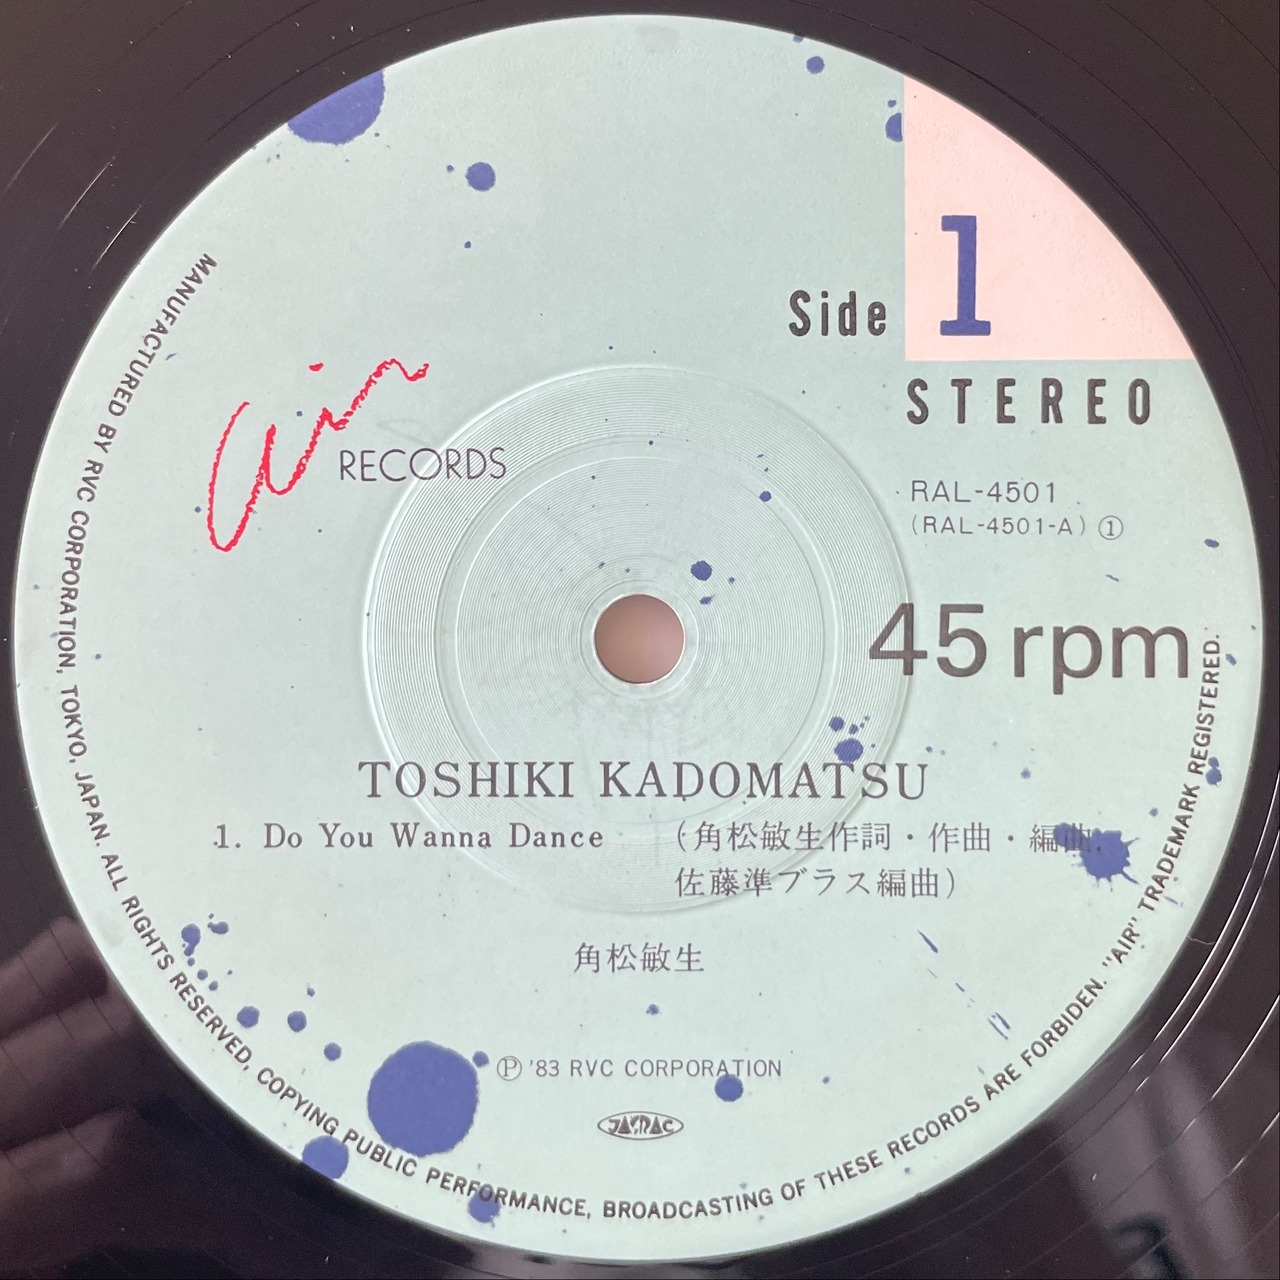 Side 1
STEREO
air RECORDS
RAL-4501
(RAL-4501-A) ①
45 rpm
TOSHIKI KADOMATSU
1. Do You Wanna Dance (角松敏生作詞・作曲・編曲,
佐藤準ブラス編曲)
角松敏生
Ⓟ '83 RVC CORPORATION
JASRAC
MANUFACTURED BY RVC CORPORATION, TOKYO, JAPAN. ALL RIGHTS RESERVED, COPYING PUBLIC PERFORMANCE, BROADCASTING OF THESE RECORDS ARE FORBIDEN. "AIR" TRADEMARK REGISTERED.